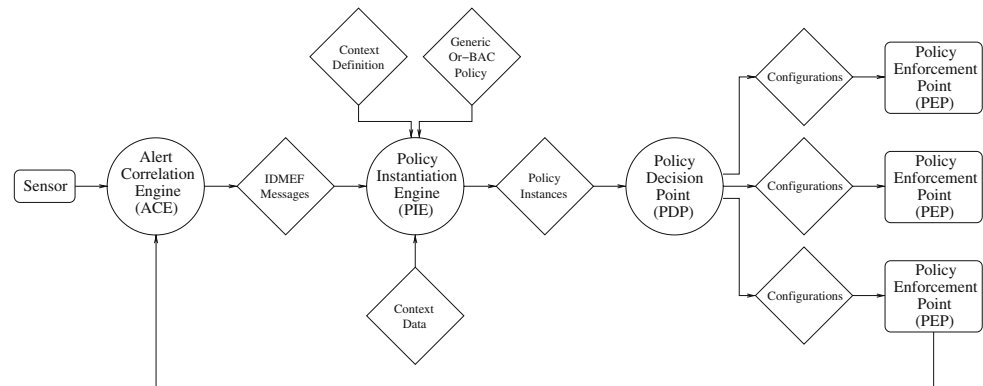 Context
Definition
Generic
Or−BAC
Policy
Sensor
Alert
Correlation
Engine
(ACE)
IDMEF
Messages
Policy
Instantiation
Engine
(PIE)
Policy
Instances
Policy
Decision
Point
(PDP)
Configurations
Policy
Enforcement
Point
(PEP)
Configurations
Policy
Enforcement
Point
(PEP)
Configurations
Policy
Enforcement
Point
(PEP)
Context
Data